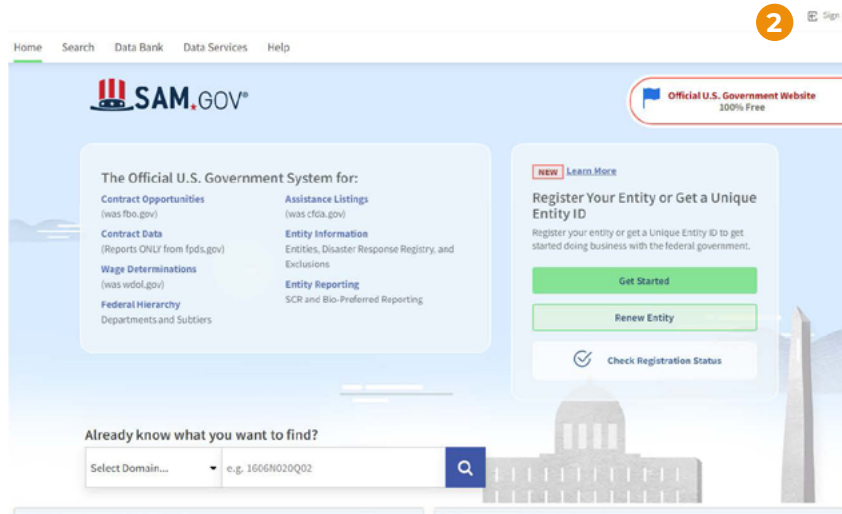 2
Sign
Home Search Data Bank Data Services Help
SAM.GOV®
Official U.S. Government Website
100% Free
The Official U.S. Government System for:
Contract Opportunities
(was fbo.gov)
Contract Data
(Reports ONLY from fpds.gov)
Wage Determinations
(was wdol.gov)
Federal Hierarchy
Departments and Subtiers
Assistance Listings
(was cfda.gov)
Entity Information
Entities, Disaster Response Registry, and
Exclusions
Entity Reporting
SCR and Bio-Preferred Reporting
NEW Learn More
Register Your Entity or Get a Unique
Entity ID
Register your entity or get a Unique Entity ID to get
started doing business with the federal government.
Get Started
Renew Entity
Check Registration Status
Already know what you want to find?
Select Domain... e.g. 1606N020Q02